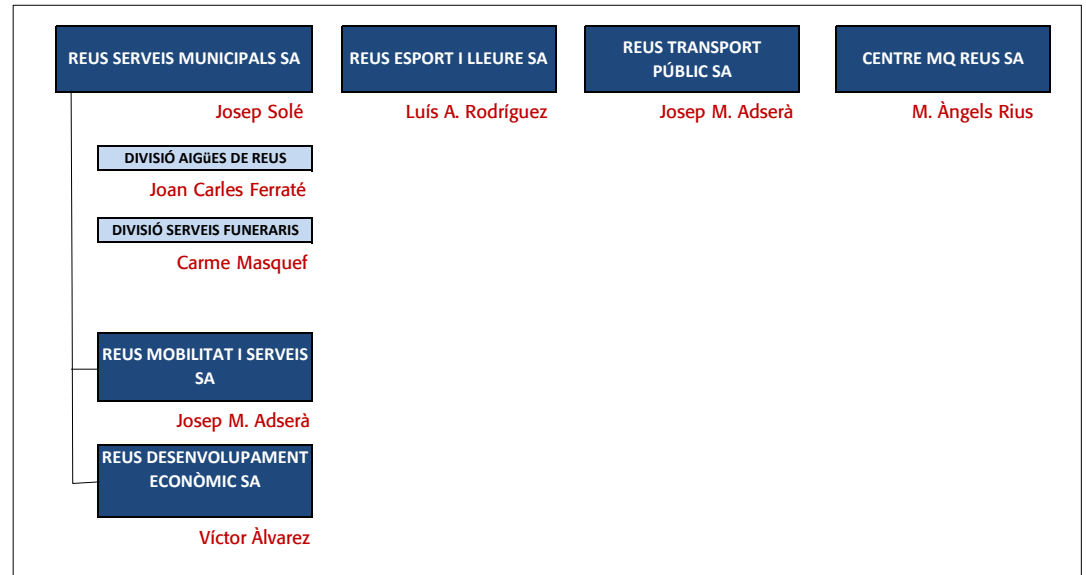 REUS SERVEIS MUNICIPALS SA
Josep Solé
REUS ESPORT I LLEURE SA
Luís A. Rodríguez
REUS TRANSPORT
PÚBLIC SA
Josep M. Adserà
CENTRE MQ REUS SA
M. Àngels Rius
DIVISIÓ AIGüES DE REUS
Joan Carles Ferraté
DIVISIÓ SERVEIS FUNERARIS
Carme Masquef
REUS MOBILITAT I SERVEIS
SA
Josep M. Adserà
REUS DESENVOLUPAMENT
ECONÒMIC SA
Víctor Àlvarez